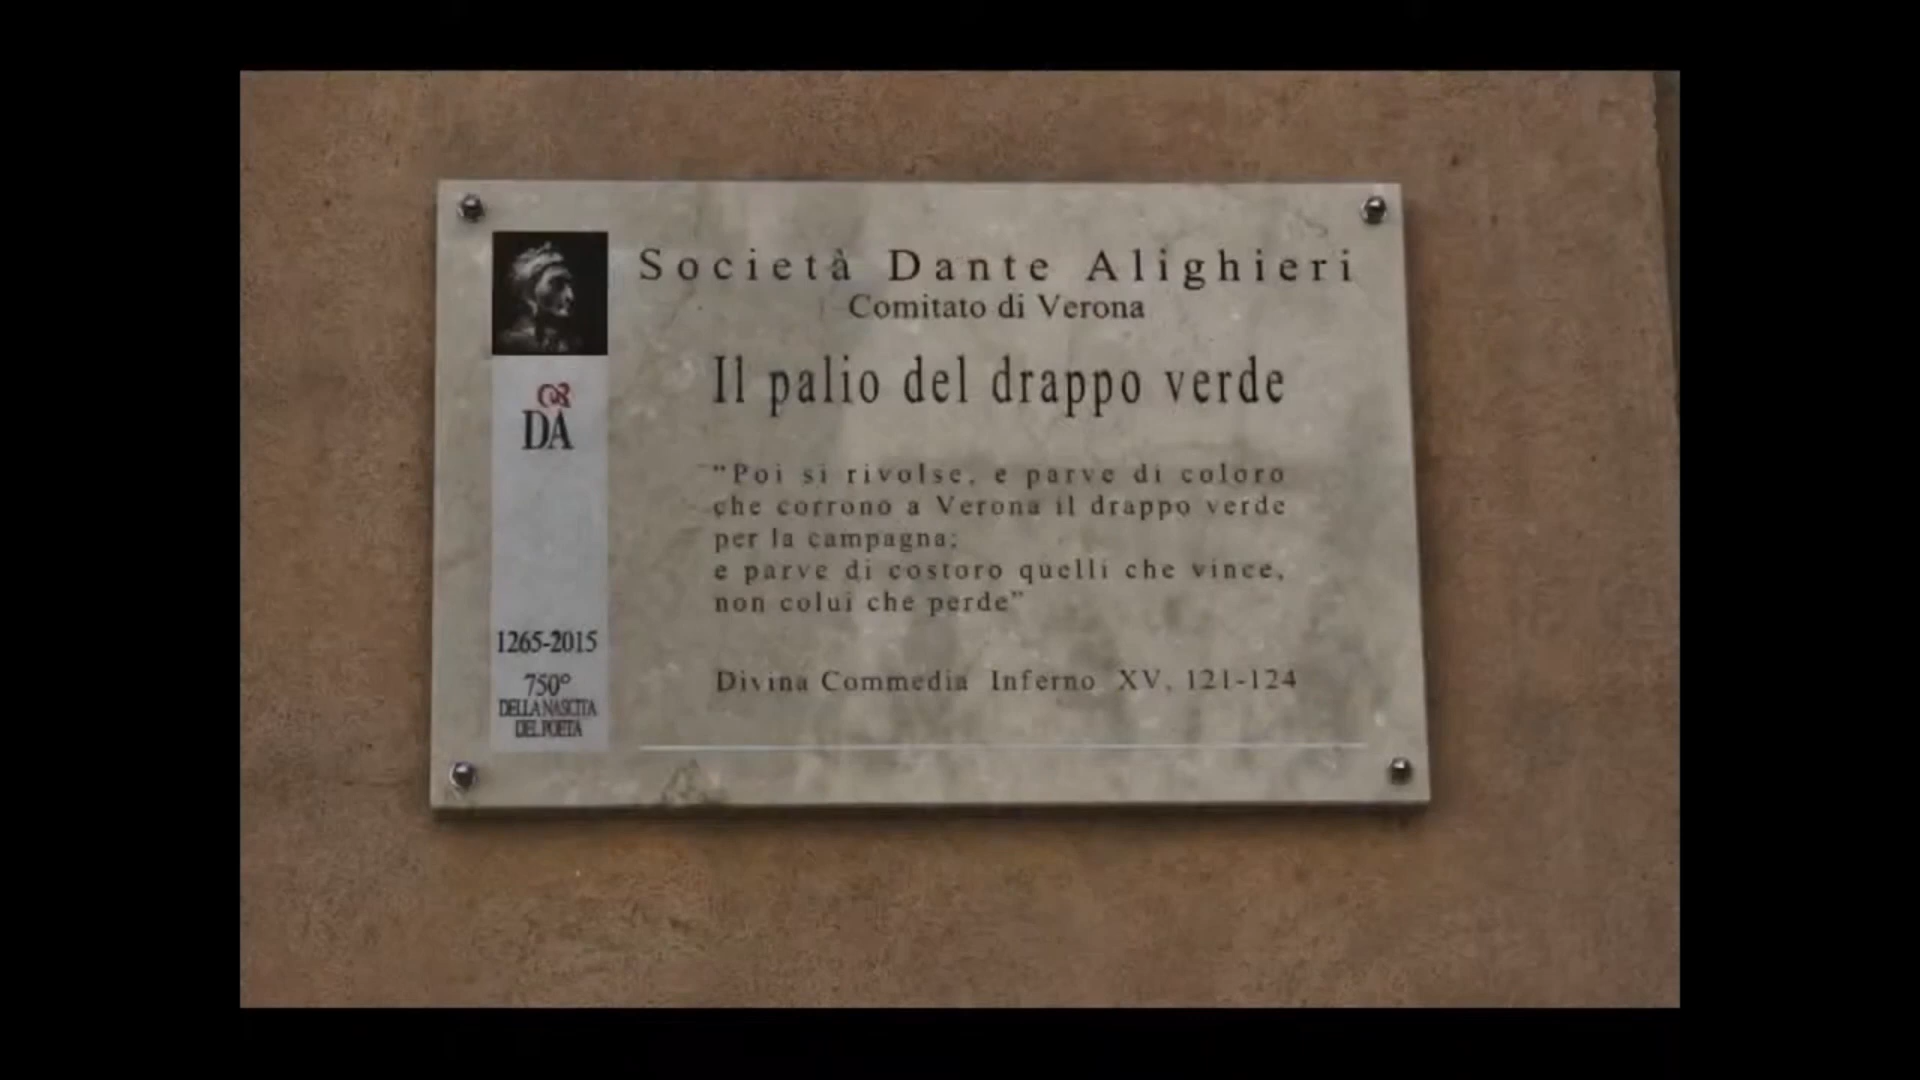 Società Dante Alighieri
Comitato di Verona
Il palio del drappo verde
"Poi si rivolse, e parve di coloro
che corrono a Verona il drappo verde
per la campagna;
e parve di costoro quelli che vince,
non colui che perde"
Divina Commedia Inferno XV, 121-124
DA
1265-2015
750°
DELLA NASCITA
DEL POETA